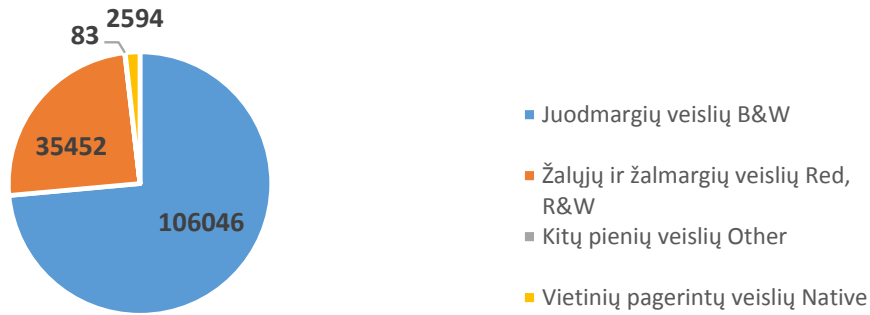 2594
83
35452
106046
Juodmargių veislių B&W
Žalųjų ir žalmargių veislių Red,
R&W
Kitų pienių veislių Other
Vietinių pagerintų veislių Native